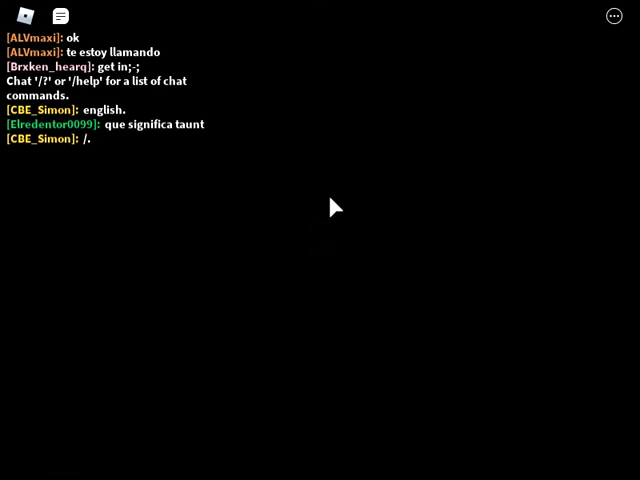 [ALVmaxi]: ok
[ALVmaxi]: te estoy llamando
[Brxken_hearq]: get in;-;
Chat '/?' or '/help' for a list of chat
commands.
[CBE_Simon]: english.
[Elredentor0099]: que significa taunt
[CBE_Simon]: /.